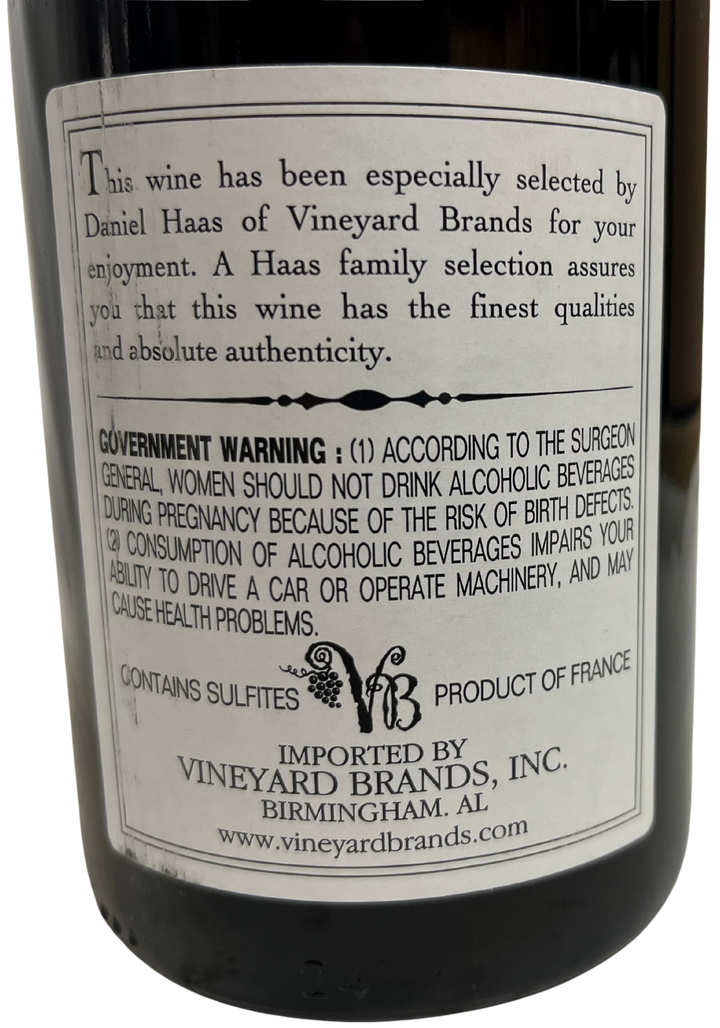 This wine has been especially selected by
Daniel Haas of Vineyard Brands for your
enjoyment. A Haas family selection assures
you that this wine has the finest qualities
and absolute authenticity.
GOVERNMENT WARNING : (1) ACCORDING TO THE SURGEON
GENERAL, WOMEN SHOULD NOT DRINK ALCOHOLIC BEVERAGES
DURING PREGNANCY BECAUSE OF THE RISK OF BIRTH DEFECTS.
(2) CONSUMPTION OF ALCOHOLIC BEVERAGES IMPAIRS YOUR
ABILITY TO DRIVE A CAR OR OPERATE MACHINERY, AND MAY
CAUSE HEALTH PROBLEMS.
CONTAINS SULFITES VB PRODUCT OF FRANCE
IMPORTED BY
VINEYARD BRANDS, INC.
BIRMINGHAM. AL
www.vineyardbrands.com